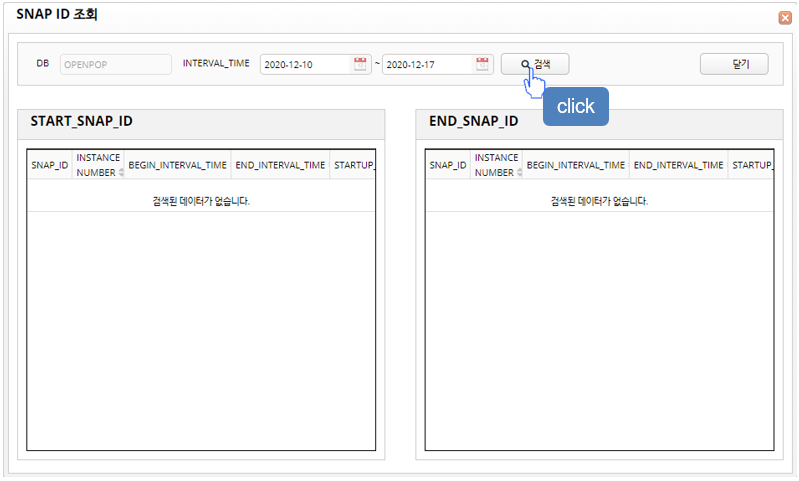 SNAP ID 조회
DB OPENPOP INTERVAL_TIME 2020-12-10 ~ 2020-12-17 검색 닫기
click
START_SNAP_ID
SNAP_ID INSTANCE NUMBER BEGIN_INTERVAL_TIME END_INTERVAL_TIME STARTUP_
검색된 데이터가 없습니다.
END_SNAP_ID
SNAP_ID INSTANCE NUMBER BEGIN_INTERVAL_TIME END_INTERVAL_TIME STARTUP_
검색된 데이터가 없습니다.